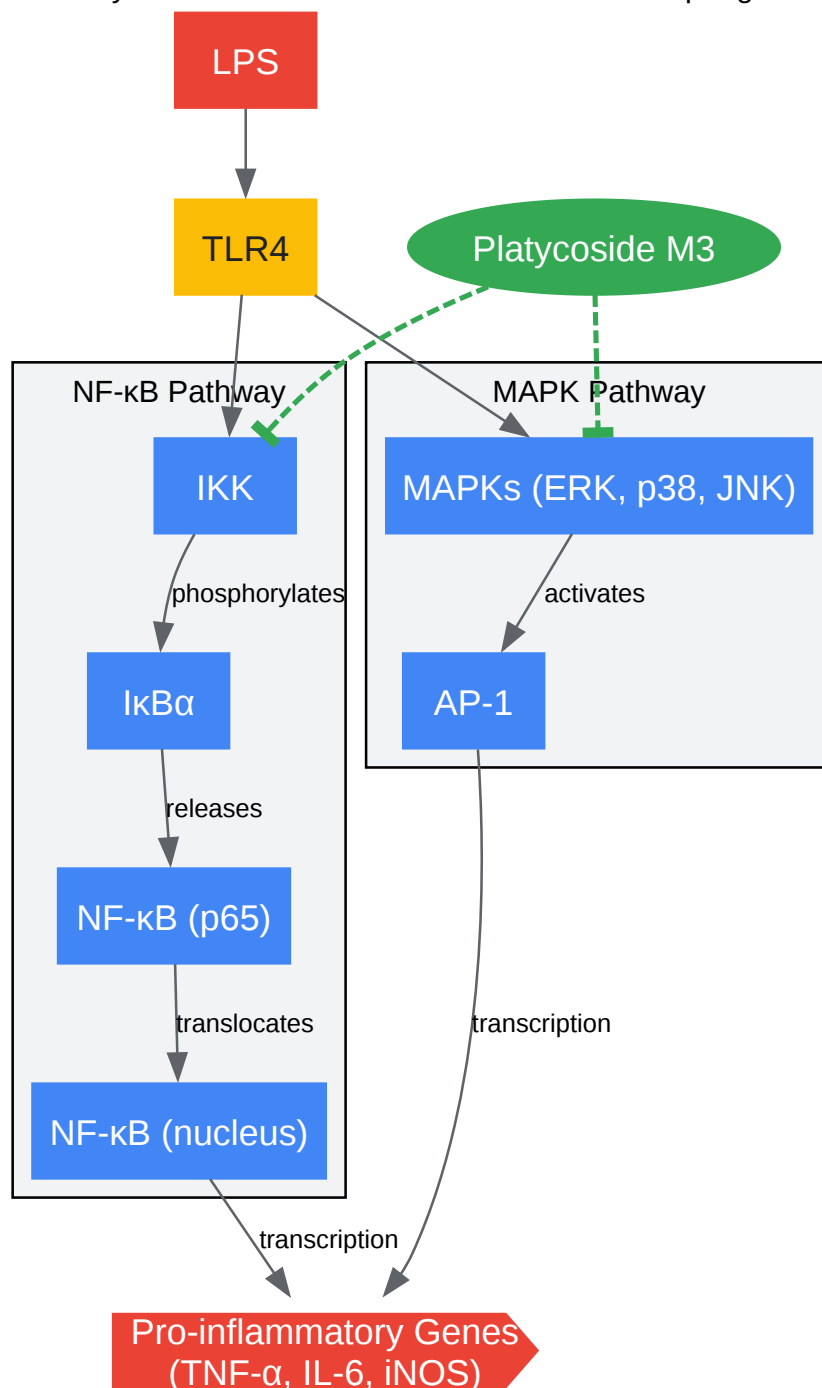 LPS
TLR4
Platycoside M3
NF-κB Pathway
MAPK Pathway
IKK
MAPKs (ERK, p38, JNK)
phosphorylates
activates
IκBα
AP-1
releases
NF-κB (p65)
translocates
transcription
NF-κB (nucleus)
transcription
Pro-inflammatory Genes
(TNF-α, IL-6, iNOS)